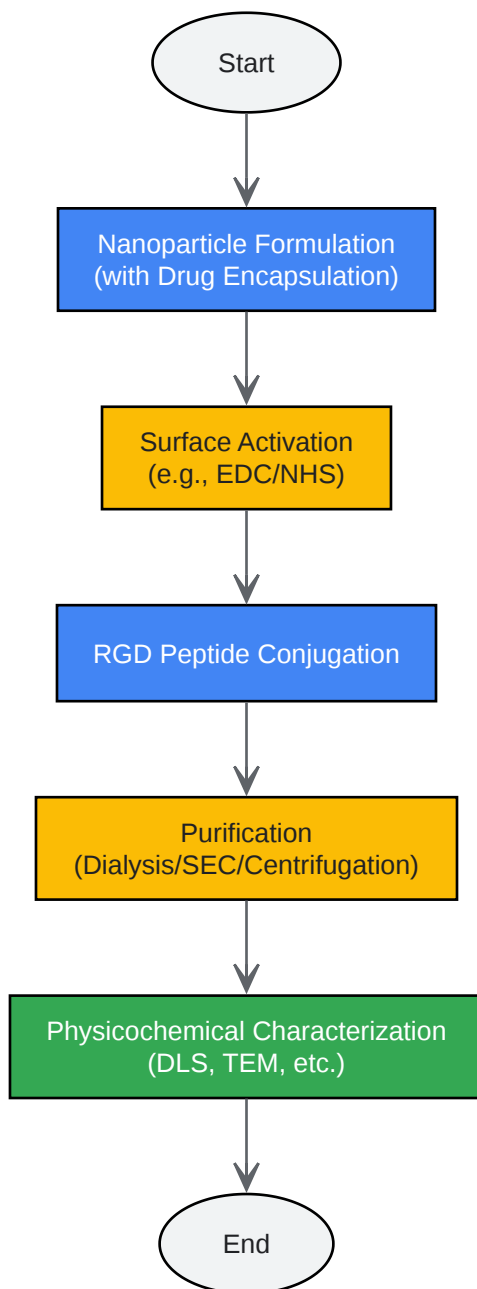 Start
Nanoparticle Formulation
(with Drug Encapsulation)
Surface Activation
(e.g., EDC/NHS)
RGD Peptide Conjugation
Purification
(Dialysis/SEC/Centrifugation)
Physicochemical Characterization
(DLS, TEM, etc.)
End